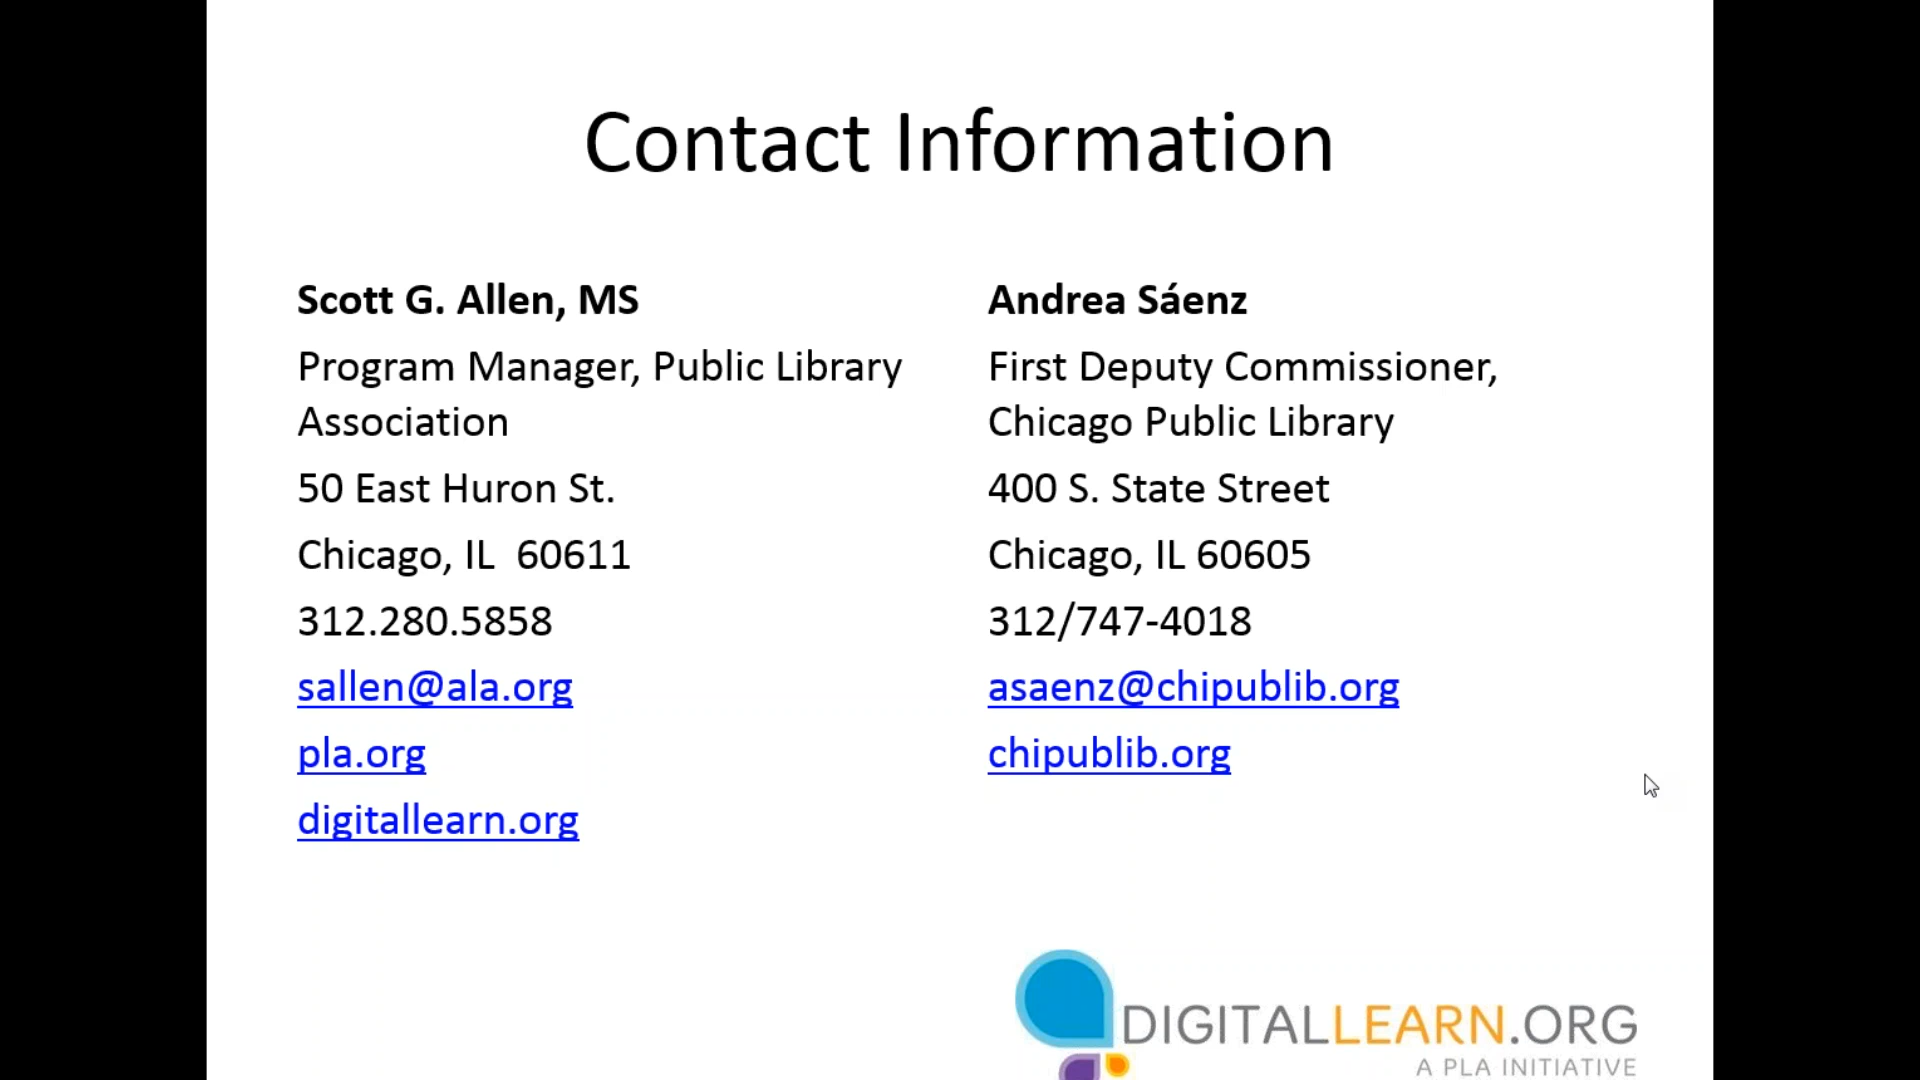 Contact Information
Scott G. Allen, MS
Program Manager, Public Library
Association
50 East Huron St.
Chicago, IL  60611
312.280.5858
sallen@ala.org
pla.org
digitallearn.org
Andrea Sáenz
First Deputy Commissioner,
Chicago Public Library
400 S. State Street
Chicago, IL 60605
312/747-4018
asaenz@chipublib.org
chipublib.org
DIGITALLEARN.ORG
A PLA INITIATIVE